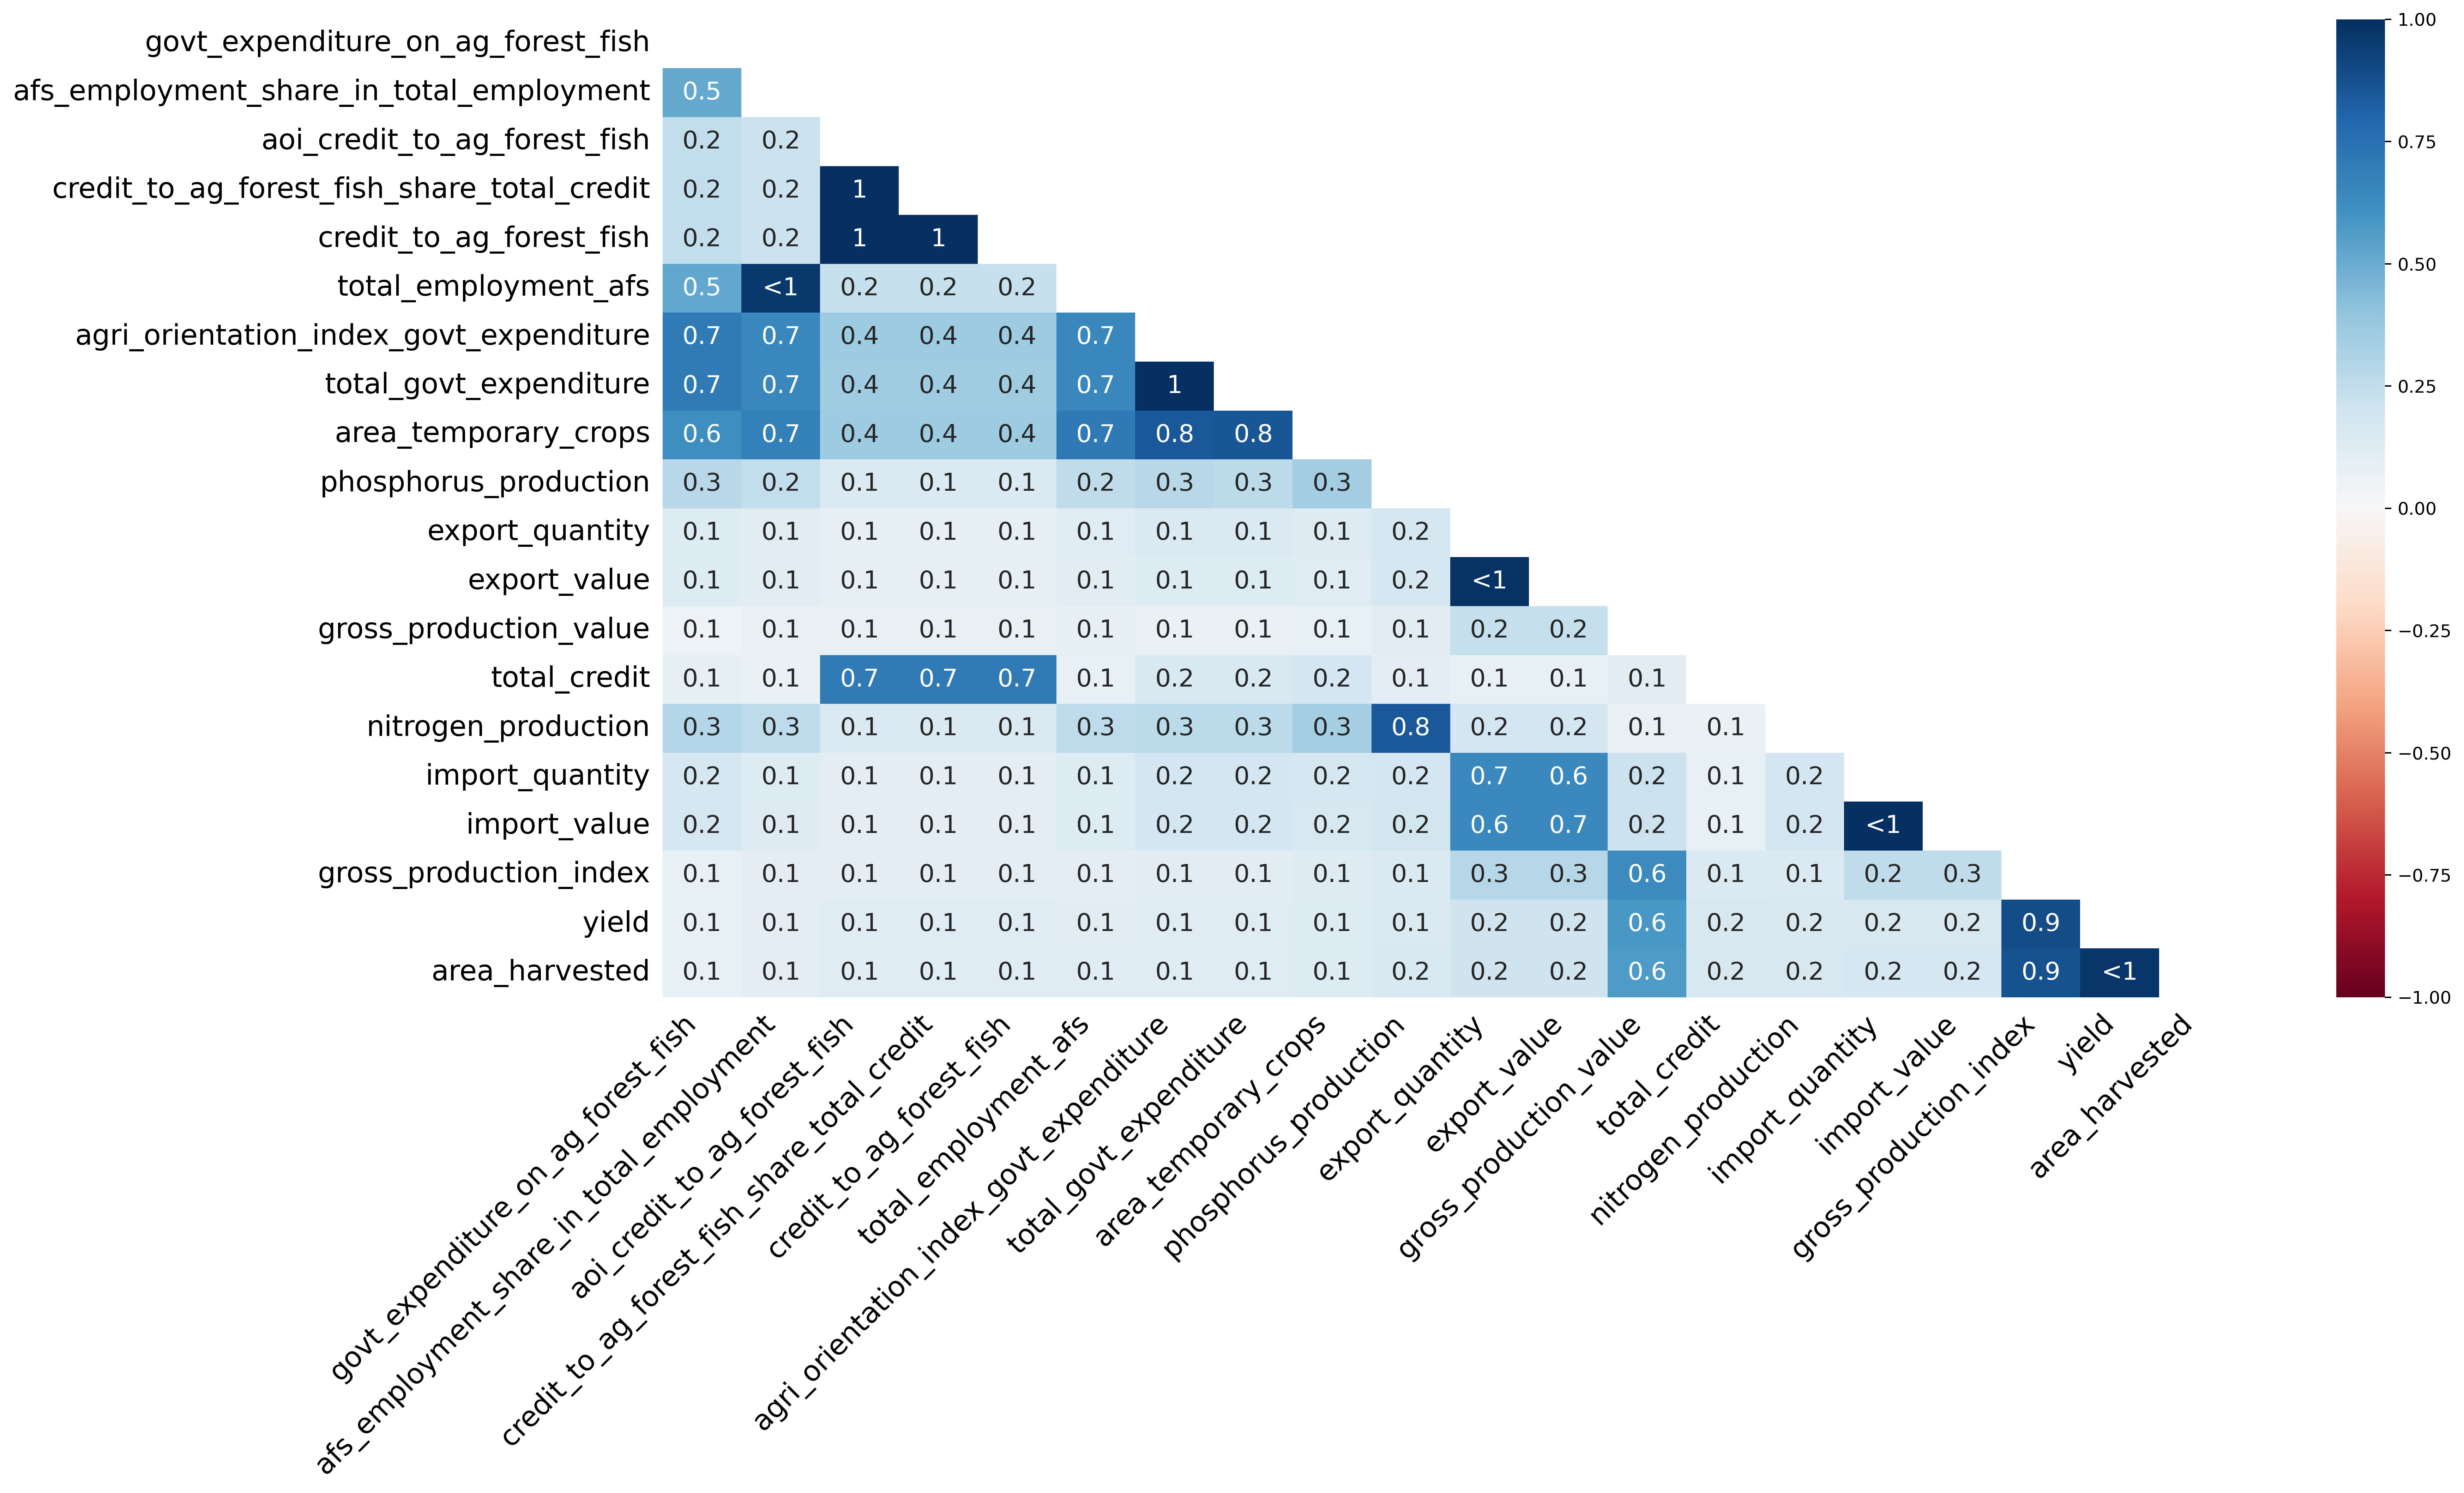 govt_expenditure_on_ag_forest_fish
afs_employment_share_in_total_employment 0.5
aoi_credit_to_ag_forest_fish 0.2 0.2
credit_to_ag_forest_fish_share_total_credit 0.2 0.2 1
credit_to_ag_forest_fish 0.2 0.2 1 1
total_employment_afs 0.5 <1 0.2 0.2 0.2
agri_orientation_index_govt_expenditure 0.7 0.7 0.4 0.4 0.4 0.7
total_govt_expenditure 0.7 0.7 0.4 0.4 0.4 0.7 1
area_temporary_crops 0.6 0.7 0.4 0.4 0.4 0.7 0.8 0.8
phosphorus_production 0.3 0.2 0.1 0.1 0.1 0.2 0.3 0.3 0.3
export_quantity 0.1 0.1 0.1 0.1 0.1 0.1 0.1 0.1 0.1 0.2
export_value 0.1 0.1 0.1 0.1 0.1 0.1 0.1 0.1 0.1 0.2 <1
gross_production_value 0.1 0.1 0.1 0.1 0.1 0.1 0.1 0.1 0.1 0.1 0.2 0.2
total_credit 0.1 0.1 0.7 0.7 0.7 0.1 0.2 0.2 0.2 0.1 0.1 0.1 0.1
nitrogen_production 0.3 0.3 0.1 0.1 0.1 0.3 0.3 0.3 0.3 0.8 0.2 0.2 0.1 0.1
import_quantity 0.2 0.1 0.1 0.1 0.1 0.1 0.2 0.2 0.2 0.2 0.7 0.6 0.2 0.1 0.2
import_value 0.2 0.1 0.1 0.1 0.1 0.1 0.2 0.2 0.2 0.2 0.6 0.7 0.2 0.1 0.2 <1
gross_production_index 0.1 0.1 0.1 0.1 0.1 0.1 0.1 0.1 0.1 0.1 0.3 0.3 0.6 0.1 0.1 0.2 0.3
yield 0.1 0.1 0.1 0.1 0.1 0.1 0.1 0.1 0.1 0.1 0.2 0.2 0.6 0.2 0.2 0.2 0.2 0.9
area_harvested 0.1 0.1 0.1 0.1 0.1 0.1 0.1 0.1 0.1 0.2 0.2 0.2 0.6 0.2 0.2 0.2 0.2 0.9 <1
govt_expenditure_on_ag_forest_fish
afs_employment_share_in_total_employment
aoi_credit_to_ag_forest_fish
credit_to_ag_forest_fish_share_total_credit
credit_to_ag_forest_fish
total_employment_afs
agri_orientation_index_govt_expenditure
total_govt_expenditure
area_temporary_crops
phosphorus_production
export_quantity
export_value
gross_production_value
total_credit
nitrogen_production
import_quantity
import_value
gross_production_index
yield
area_harvested
1.00
0.75
0.50
0.25
0.00
−0.25
−0.50
−0.75
−1.00